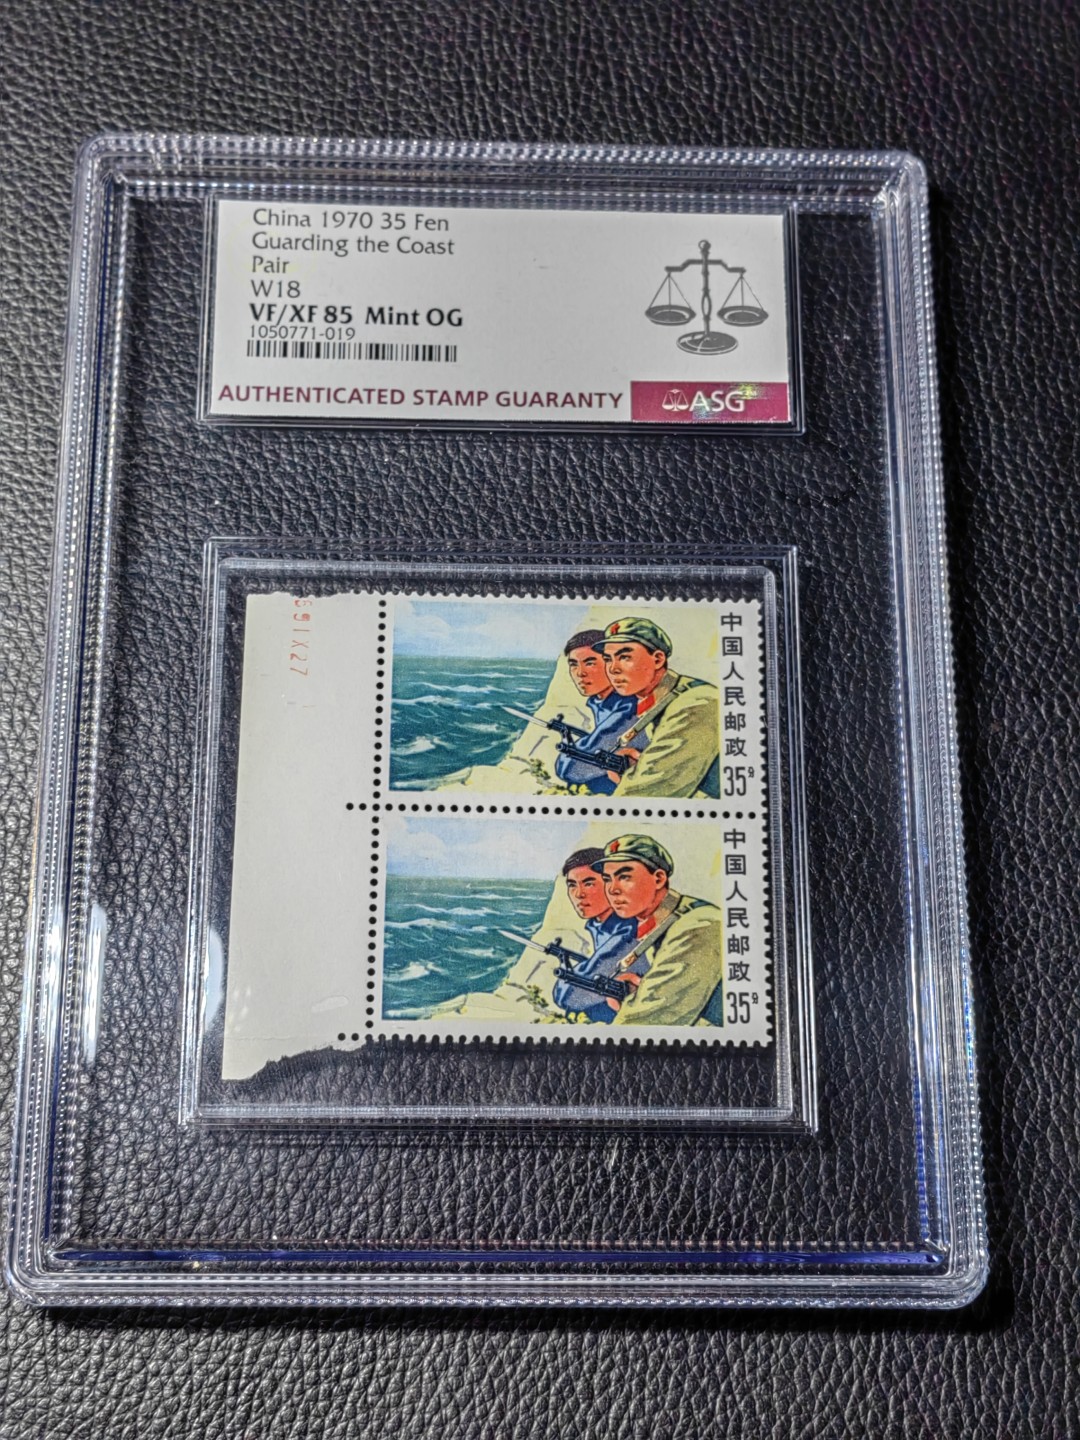 China 1970 35 Fen
Guarding the Coast
Pair
W18
VF/XF 85 Mint OG
1050771-019
AUTHENTICATED STAMP GUARANTY
ASG
中国人民邮政
35分
中国人民邮政
35分